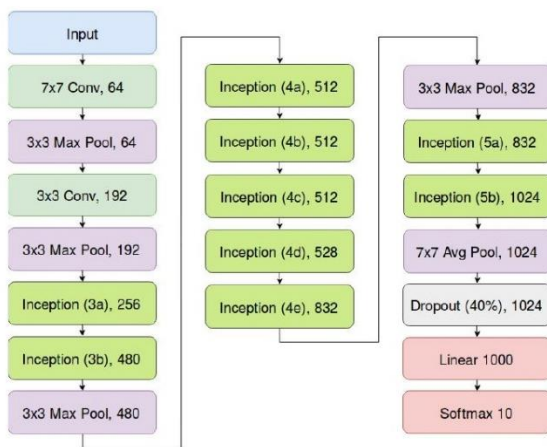 Input
7x7 Conv, 64
3x3 Max Pool, 64
3x3 Conv, 192
3x3 Max Pool, 192
Inception (3a), 256
Inception (3b), 480
3x3 Max Pool, 480
Inception (4a), 512
Inception (4b), 512
Inception (4c), 512
Inception (4d), 528
Inception (4e), 832
3x3 Max Pool, 832
Inception (5a), 832
Inception (5b), 1024
7x7 Avg Pool, 1024
Dropout (40%), 1024
Linear 1000
Softmax 10